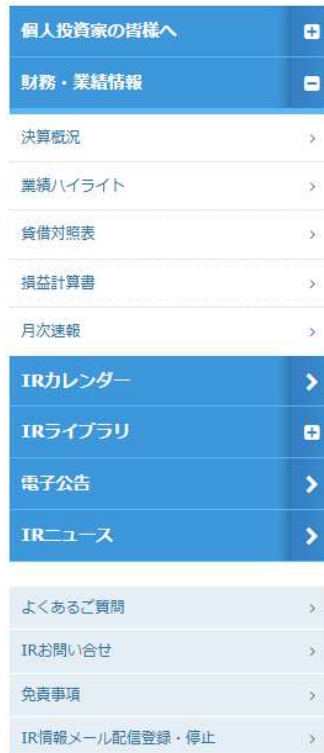 個人投資家の皆様へ
財務・業績情報
決算概況
業績ハイライト
貸借対照表
損益計算書
月次速報
IRカレンダー
IRライブラリ
電子公告
IRニュース
よくあるご質問
IRお問い合せ
免責事項
IR情報メール配信登録・停止